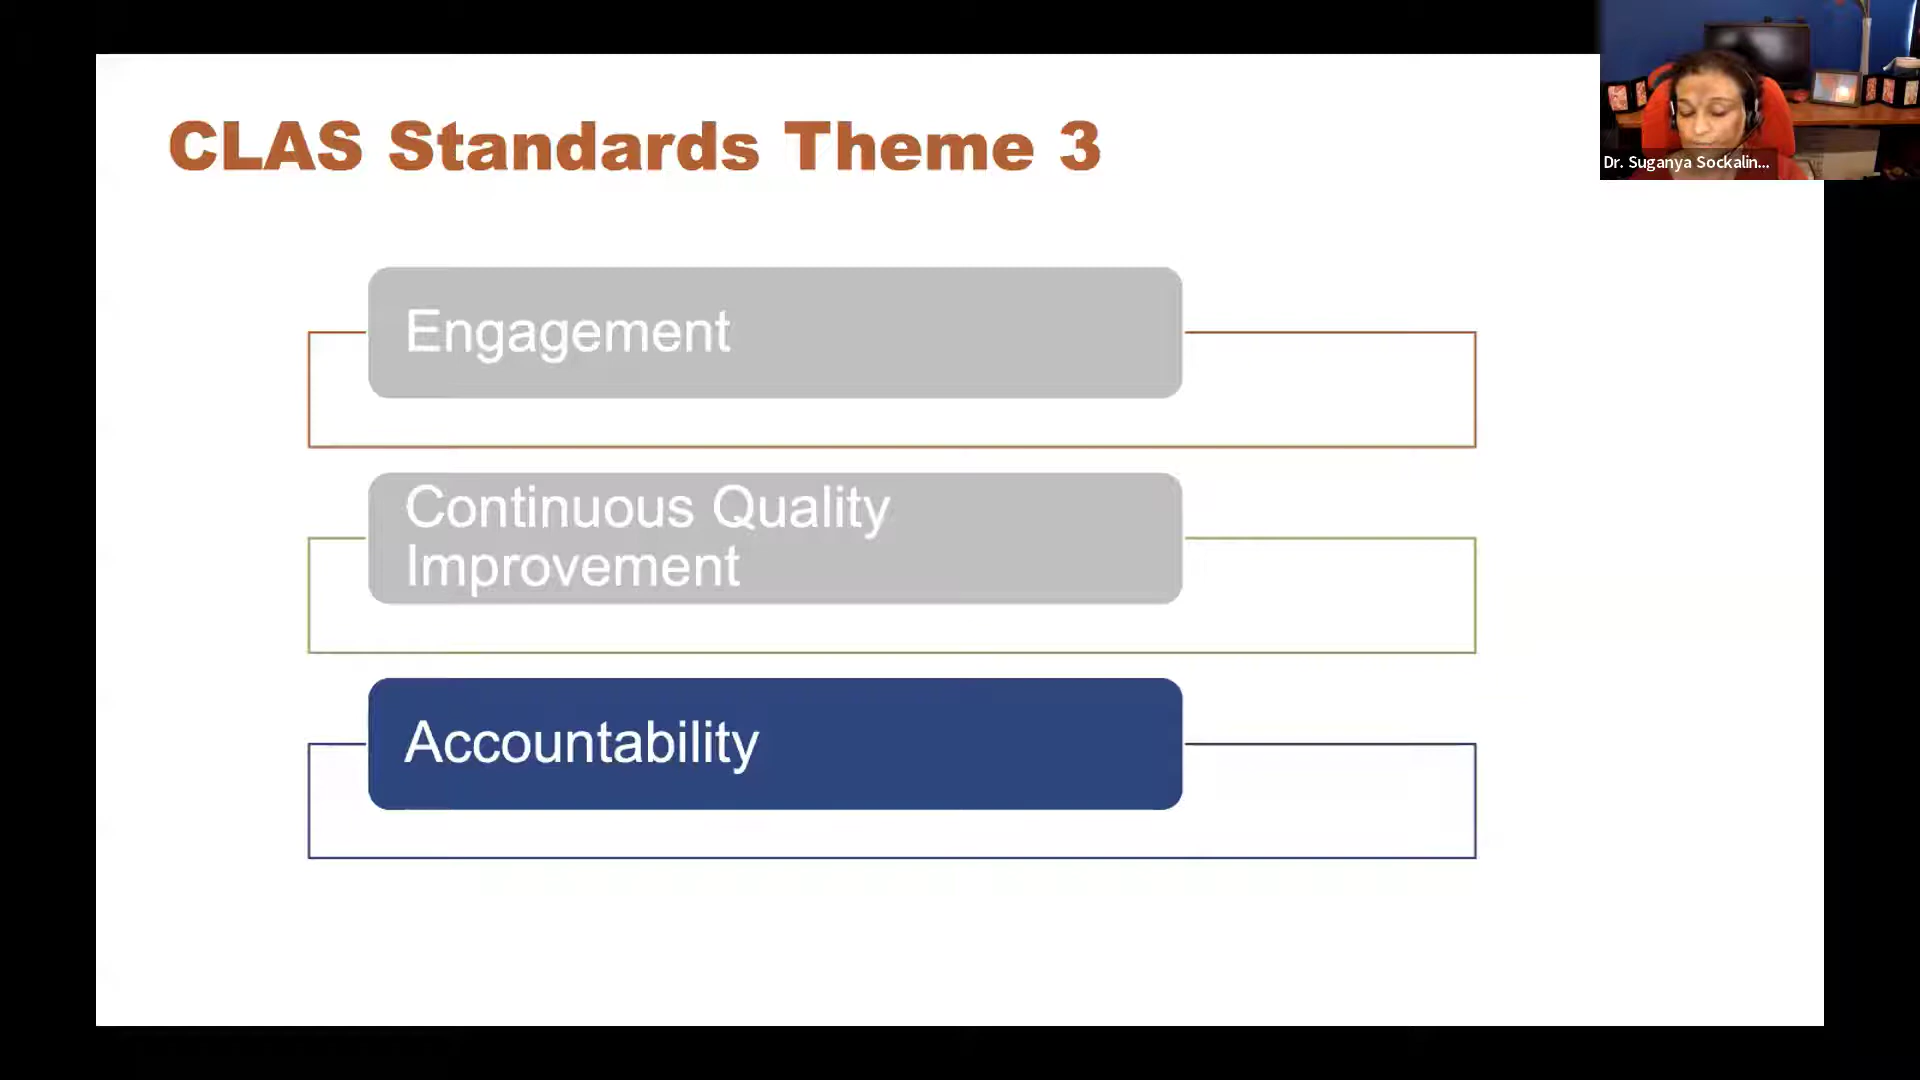 CLAS Standards Theme 3
Dr. Suganya Sockalin...
Engagement
Continuous Quality
Improvement
Accountability